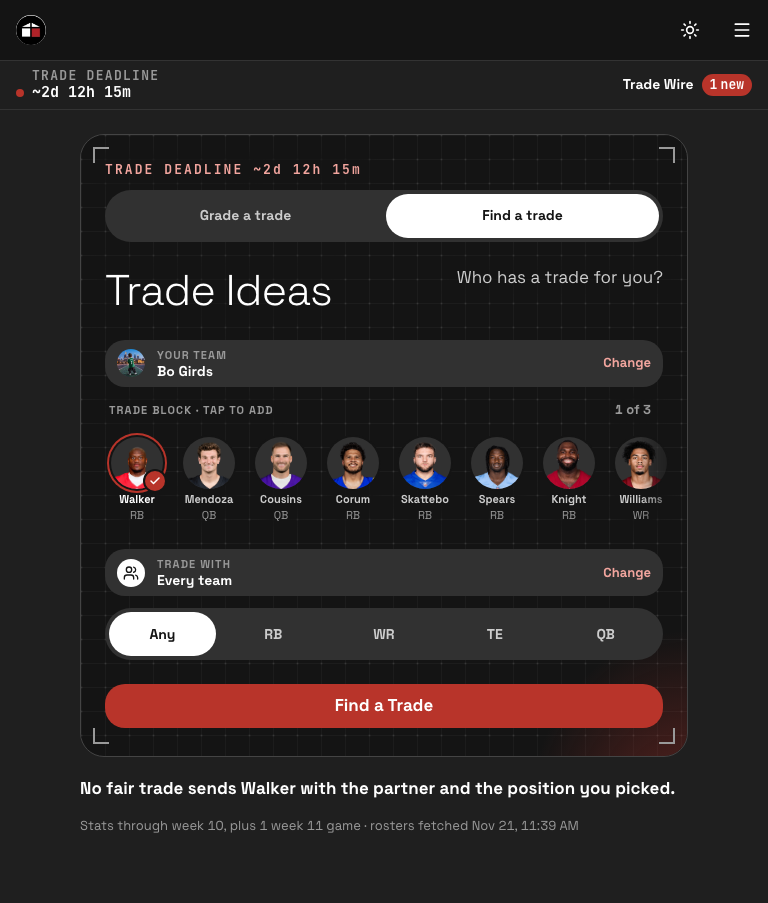 TRADE DEADLINE
~2d 12h 15m
Trade Wire 1 new
TRADE DEADLINE ~2d 12h 15m
Grade a trade Find a trade
Trade Ideas Who has a trade for you?
YOUR TEAM
Bo Girds
Change
TRADE BLOCK · TAP TO ADD 1 of 3
Walker Mendoza Cousins Corum Skattebo Spears Knight Williams
RB QB QB RB RB RB RB WR
TRADE WITH
Every team
Change
Any RB WR TE QB
Find a Trade
No fair trade sends Walker with the partner and the position you picked.
Stats through week 10, plus 1 week 11 game · rosters fetched Nov 21, 11:39 AM